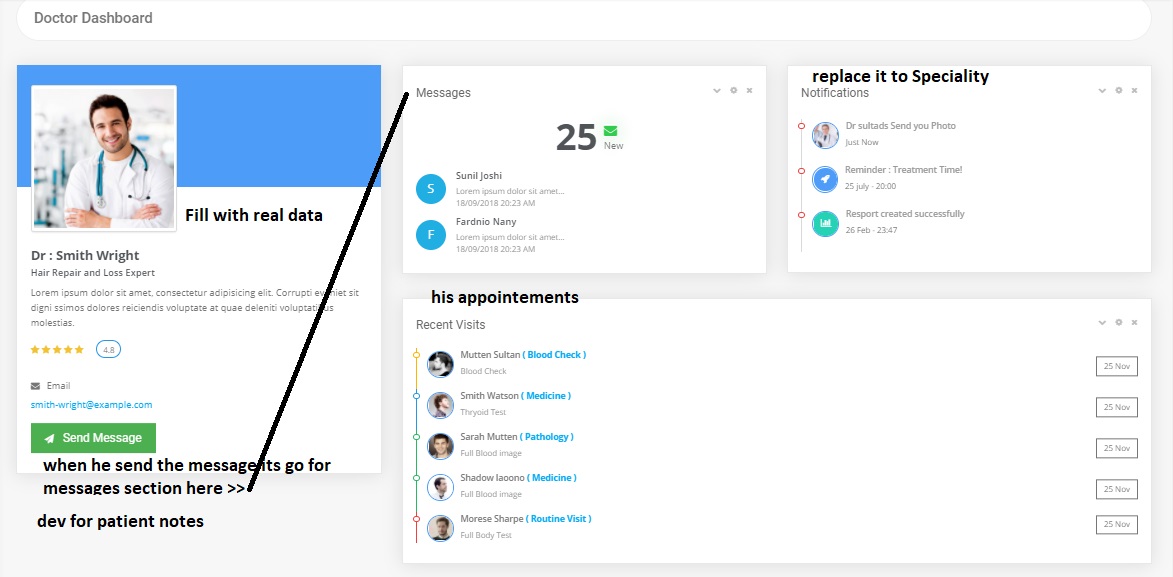 Doctor Dashboard
Fill with real data
Dr : Smith Wright
Hair Repair and Loss Expert
Lorem ipsum dolor sit amet, consectetur adipisicing elit. Corrupti eveniet sit
digni ssimos dolores reiciendis voluptate at quae deleniti voluptatibus
molestias.
4.8
Email
smith-wright@example.com
Send Message
when he send the message its go for
messages section here >>
dev for patient notes
Messages
25
New
S
Sunil Joshi
Lorem ipsum dolor sit amet...
18/09/2018 20:23 AM
F
Fardnio Nany
Lorem ipsum dolor sit amet...
18/09/2018 20:23 AM
replace it to Speciality
Notifications
Dr sultads Send you Photo
Just Now
Reminder : Treatment Time!
25 july - 20:00
Resport created successfully
26 Feb - 23:47
his appointements
Recent Visits
Mutten Sultan ( Blood Check )
Blood Check
25 Nov
Smith Watson ( Medicine )
Thryoid Test
25 Nov
Sarah Mutten ( Pathology )
Full Blood image
25 Nov
Shadow Iaoono ( Medicine )
Full Blood image
25 Nov
Morese Sharpe ( Routine Visit )
Full Body Test
25 Nov